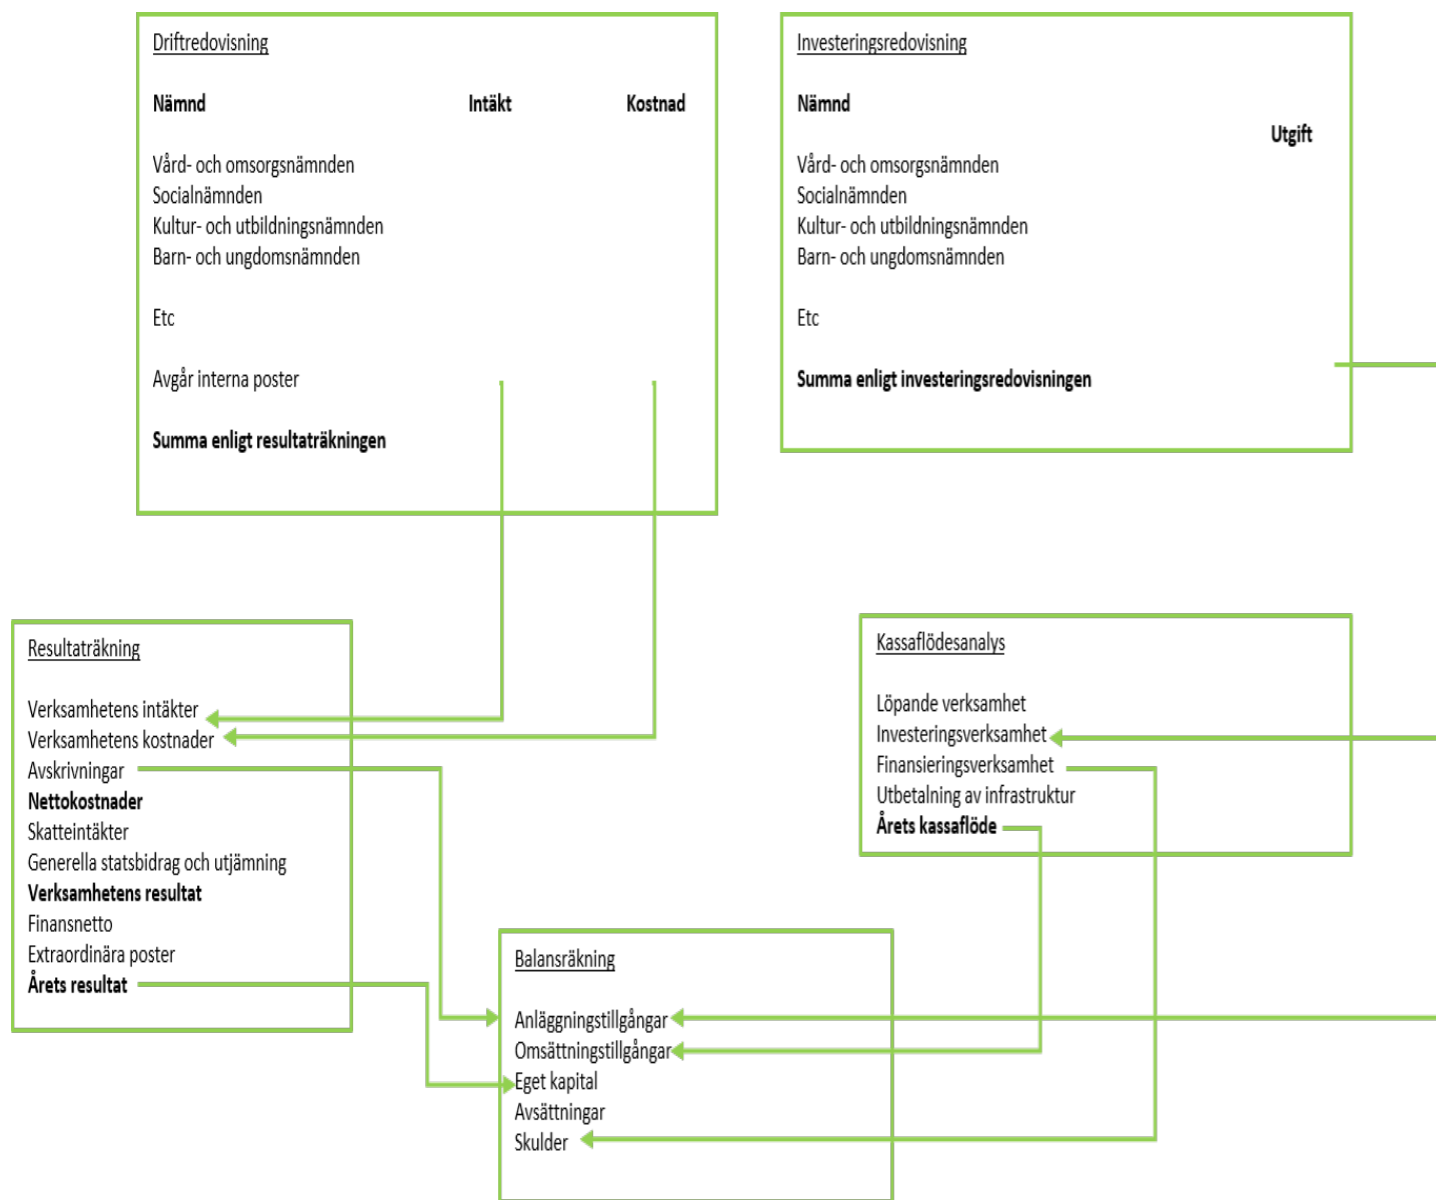 Driftredovisning
Nämnd Intäkt Kostnad
Vård- och omsorgsnämnden
Socialnämnden
Kultur- och utbildningsnämnden
Barn- och ungdomsnämnden
Etc
Avgår interna poster
Summa enligt resultaträkningen
Investeringsredovisning
Nämnd
Utgift
Vård- och omsorgsnämnden
Socialnämnden
Kultur- och utbildningsnämnden
Barn- och ungdomsnämnden
Etc
Summa enligt investeringsredovisningen
Resultaträkning
Verksamhetens intäkter
Verksamhetens kostnader
Avskrivningar
Nettokostnader
Skatteintäkter
Generella statsbidrag och utjämning
Verksamhetens resultat
Finansnetto
Extraordinära poster
Årets resultat
Kassaflödesanalys
Löpande verksamhet
Investeringsverksamhet
Finansieringsverksamhet
Utbetalning av infrastruktur
Årets kassaflöde
Balansräkning
Anläggningstillgångar
Omsättningstillgångar
Eget kapital
Avsättningar
Skulder